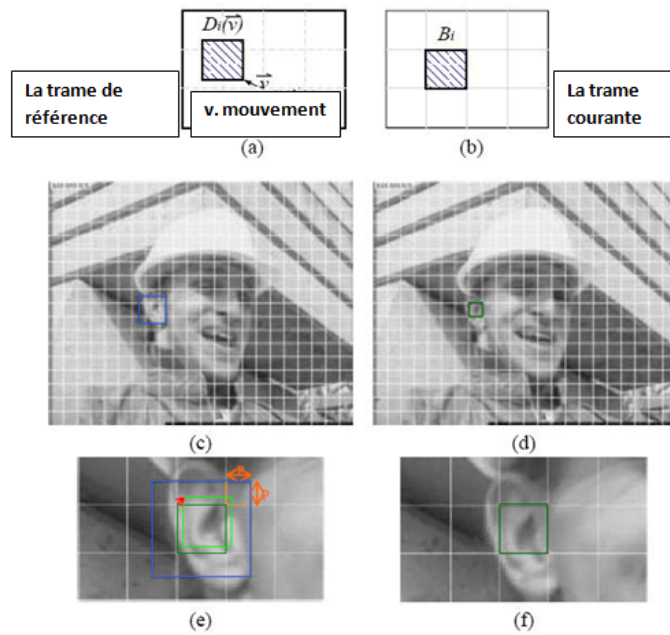 Di(v⃗)
Bi
La trame de
référence
v⃗
v. mouvement
La trame
courante
(a)
(b)
(c)
(d)
p
p
(e)
(f)